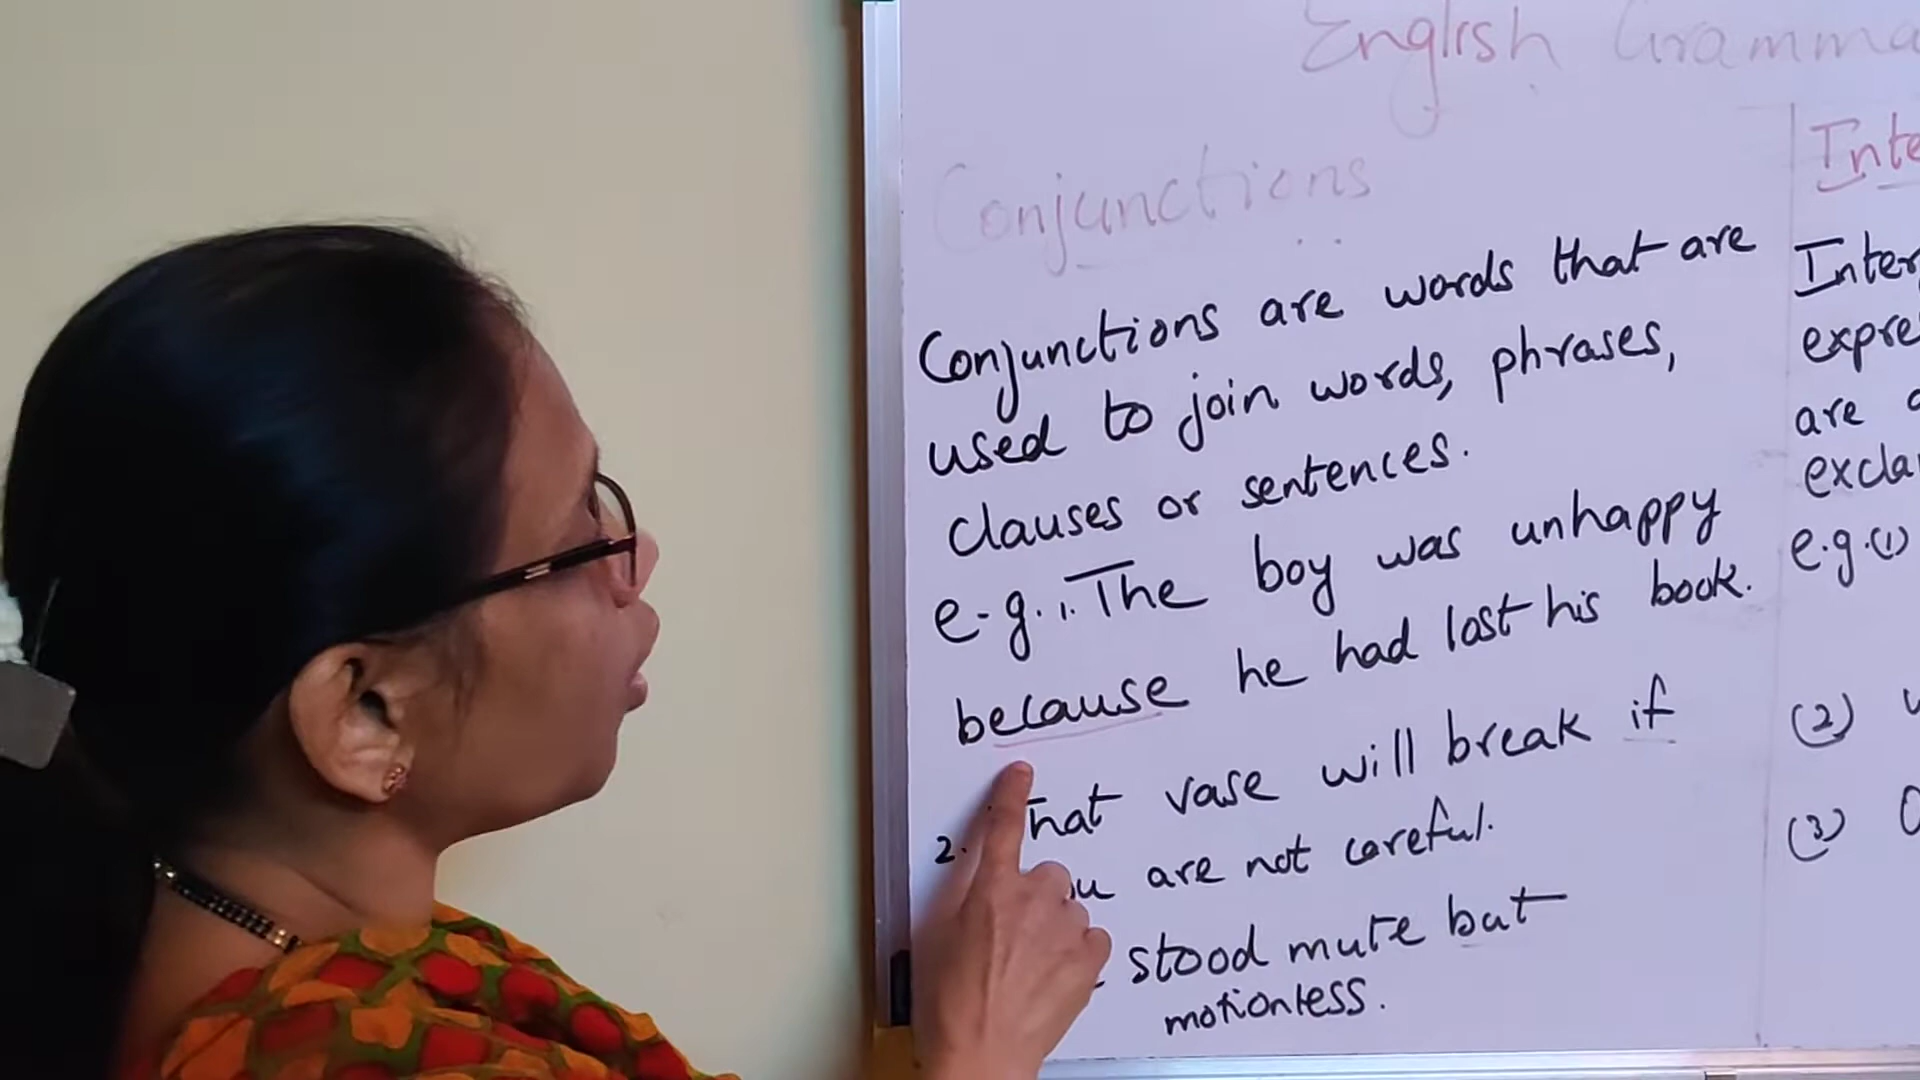 English Gramma
Conjunctions
Conjunctions are words that are
used to join words, phrases,
clauses or sentences.
e.g. 1. The boy was unhappy
because he had lost his book.
2. That vase will break if
are not careful.
stood mute but
motionless.
Inte
Inter
expre
are
excla
e.g. (1)
(2)
(3)